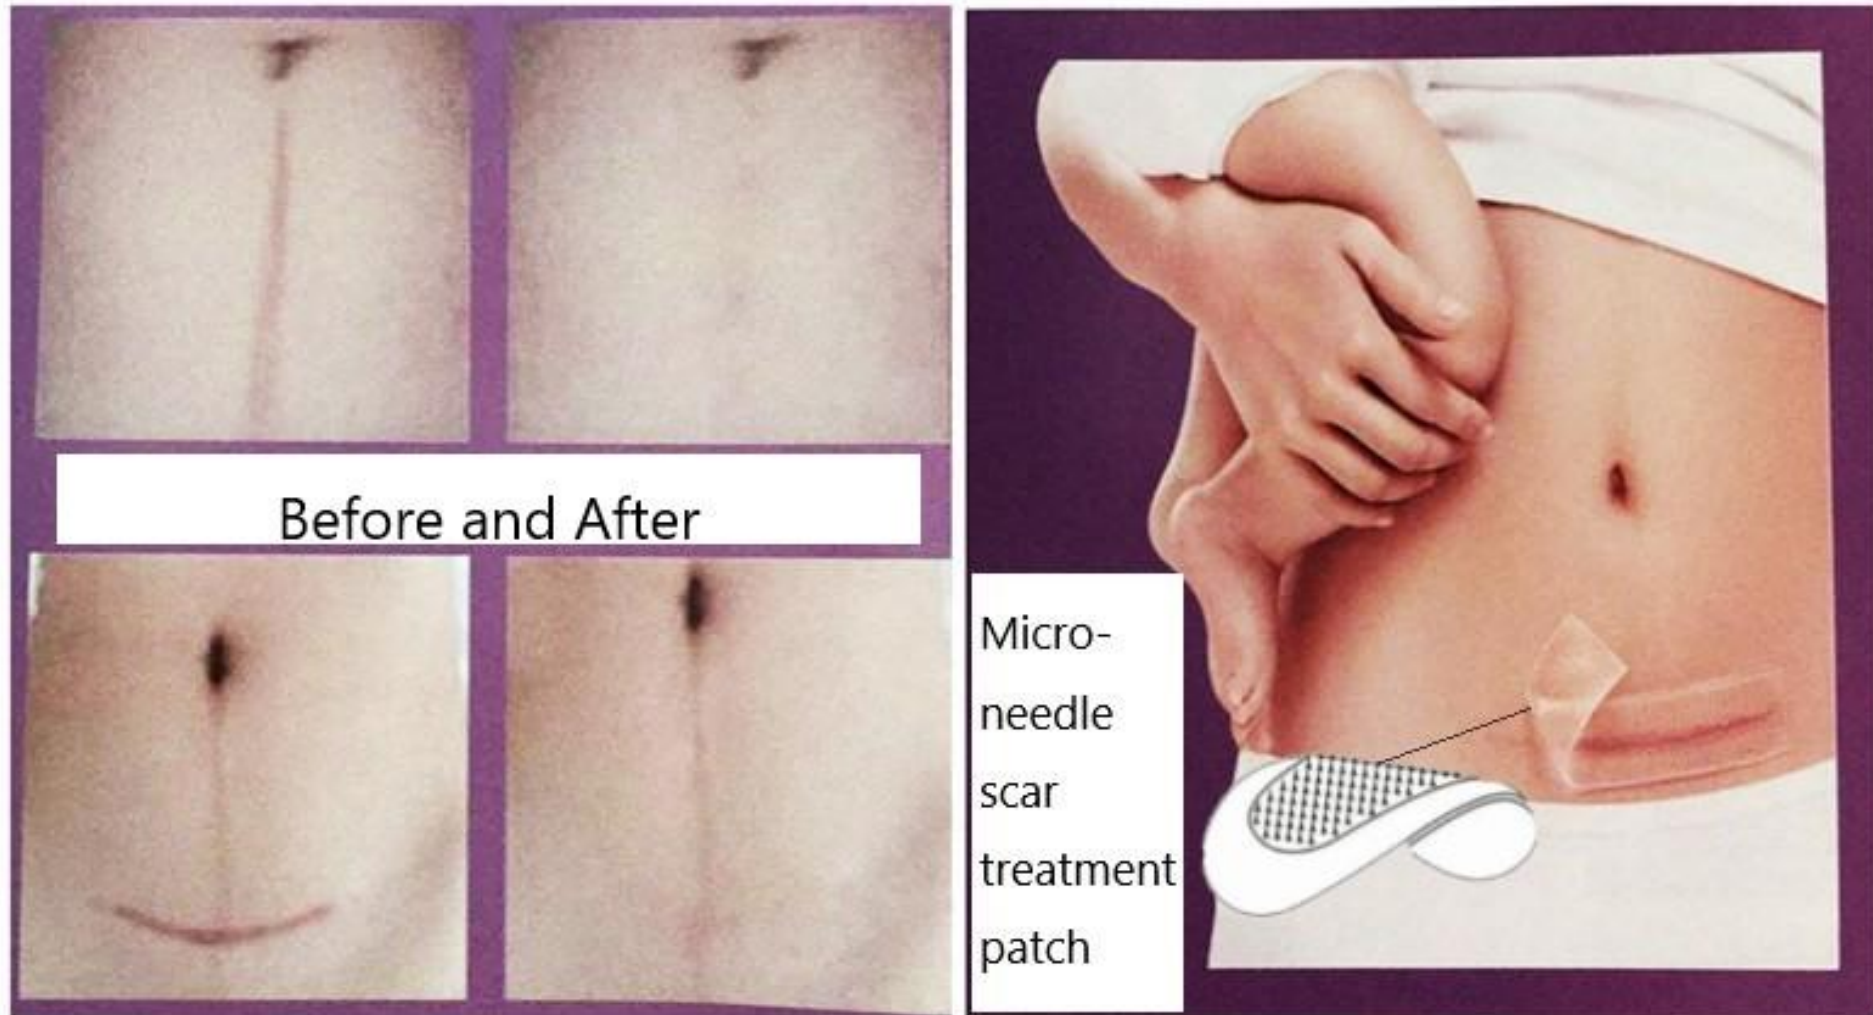 Before and After
Micro-
needle
scar
treatment
patch